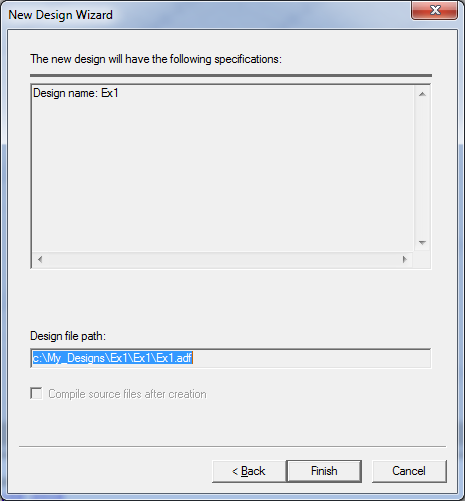 New Design Wizard
The new design will have the following specifications:
Design name: Ex1
Design file path:
c:\My_Designs\Ex1\Ex1\Ex1.adf
Compile source files after creation
< Back
Finish
Cancel